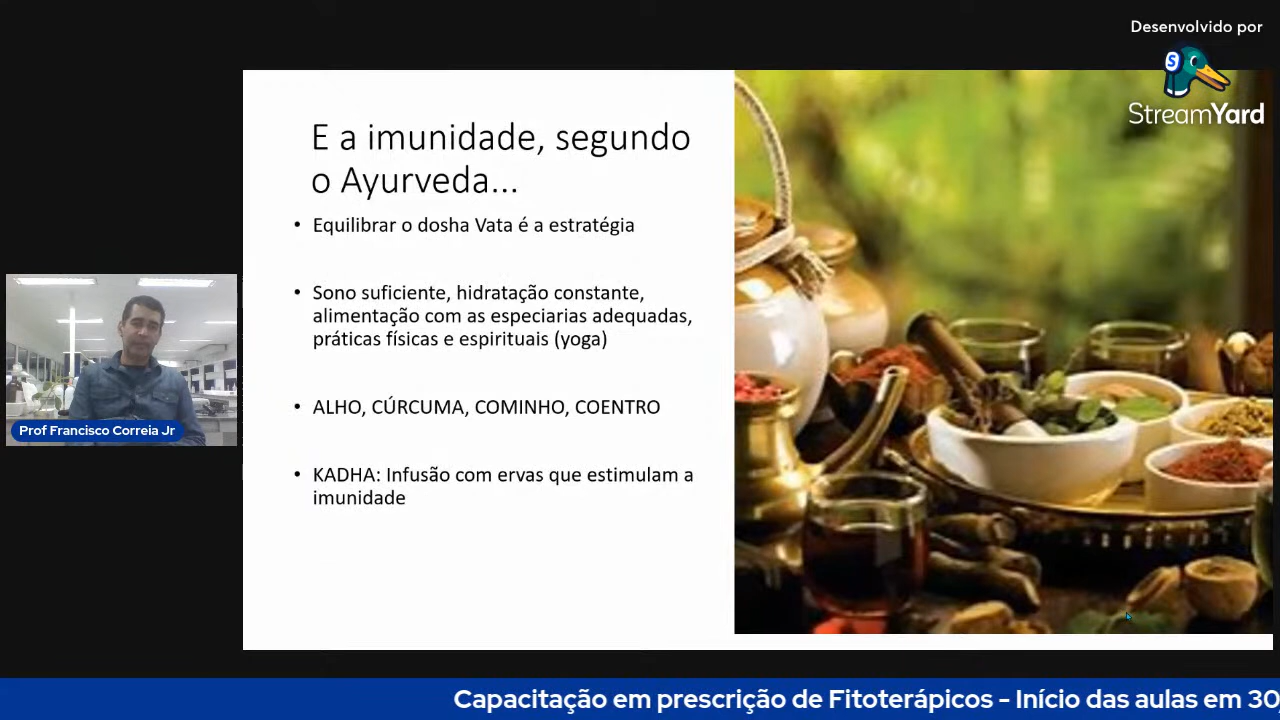 Desenvolvido por
StreamYard
E a imunidade, segundo
o Ayurveda...
• Equilibrar o dosha Vata é a estratégia
• Sono suficiente, hidratação constante,
alimentação com as especiarias adequadas,
práticas físicas e espirituais (yoga)
• ALHO, CÚRCUMA, COMINHO, COENTRO
• KADHA: Infusão com ervas que estimulam a
imunidade
Prof Francisco Correia Jr
Capacitação em prescrição de Fitoterápicos - Início das aulas em 30